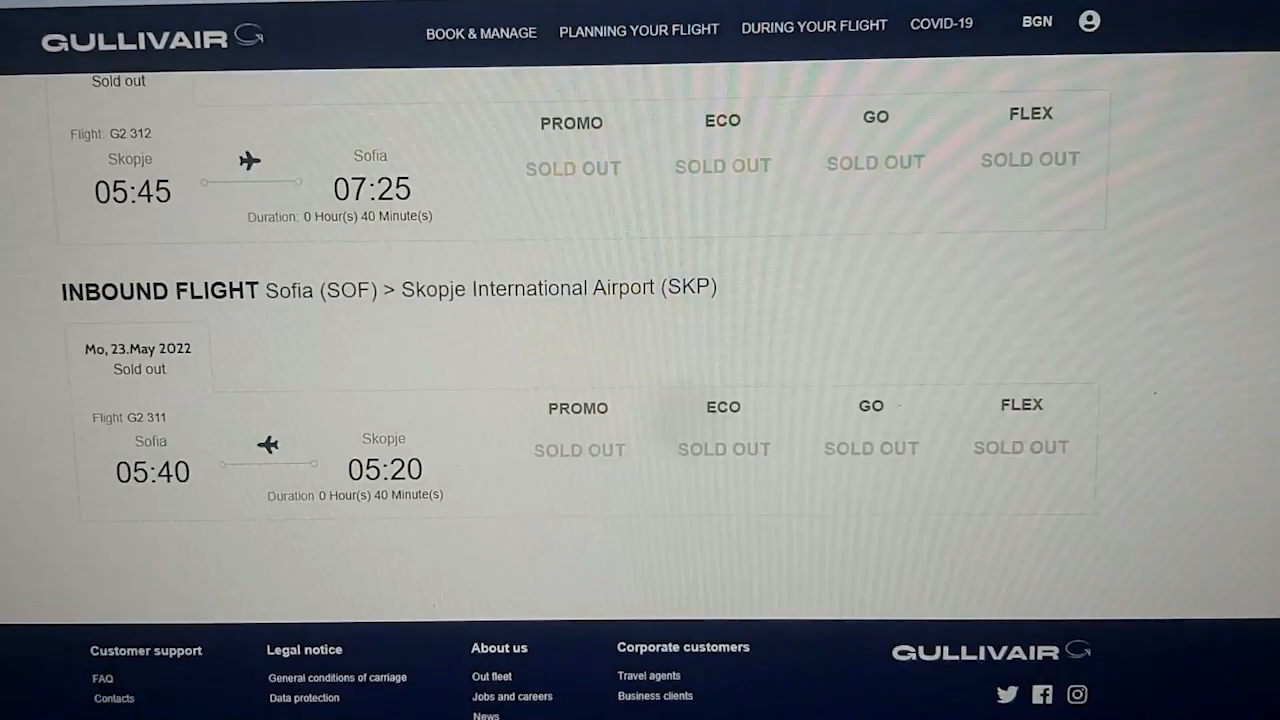 GULLIVAIR
BOOK & MANAGE PLANNING YOUR FLIGHT DURING YOUR FLIGHT COVID-19 BGN
Sold out
Flight: G2 312
Skopje Sofia
05:45 07:25
Duration: 0 Hour(s) 40 Minute(s)
PROMO ECO GO FLEX
SOLD OUT SOLD OUT SOLD OUT SOLD OUT
INBOUND FLIGHT Sofia (SOF) > Skopje International Airport (SKP)
Mo, 23.May 2022
Sold out
Flight G2 311
Sofia Skopje
05:40 05:20
Duration 0 Hour(s) 40 Minute(s)
PROMO ECO GO FLEX
SOLD OUT SOLD OUT SOLD OUT SOLD OUT
Customer support
FAQ
Contacts
Legal notice
General conditions of carriage
Data protection
About us
Out fleet
Jobs and careers
News
Corporate customers
Travel agents
Business clients
GULLIVAIR